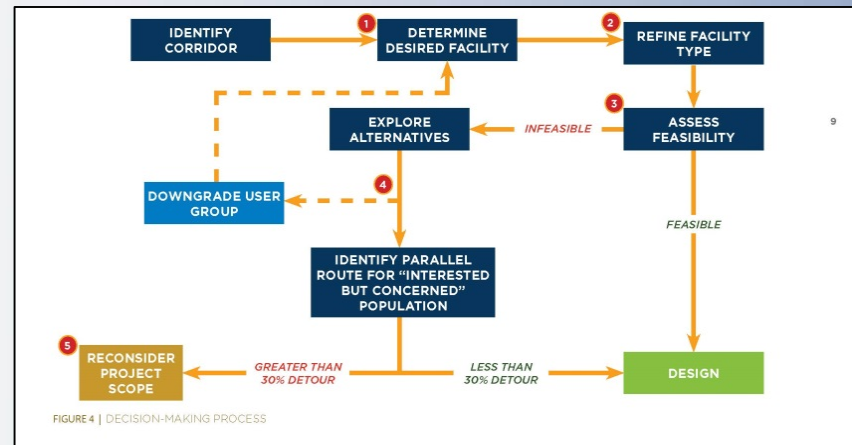 IDENTIFY
CORRIDOR
1
DETERMINE
DESIRED FACILITY
2
REFINE FACILITY
TYPE
EXPLORE
ALTERNATIVES
INFEASIBLE
3
ASSESS
FEASIBILITY
9
4
DOWNGRADE USER
GROUP
FEASIBLE
IDENTIFY PARALLEL
ROUTE FOR “INTERESTED
BUT CONCERNED”
POPULATION
5
RECONSIDER
PROJECT
SCOPE
GREATER THAN
30% DETOUR
LESS THAN
30% DETOUR
DESIGN
FIGURE 4 | DECISION-MAKING PROCESS